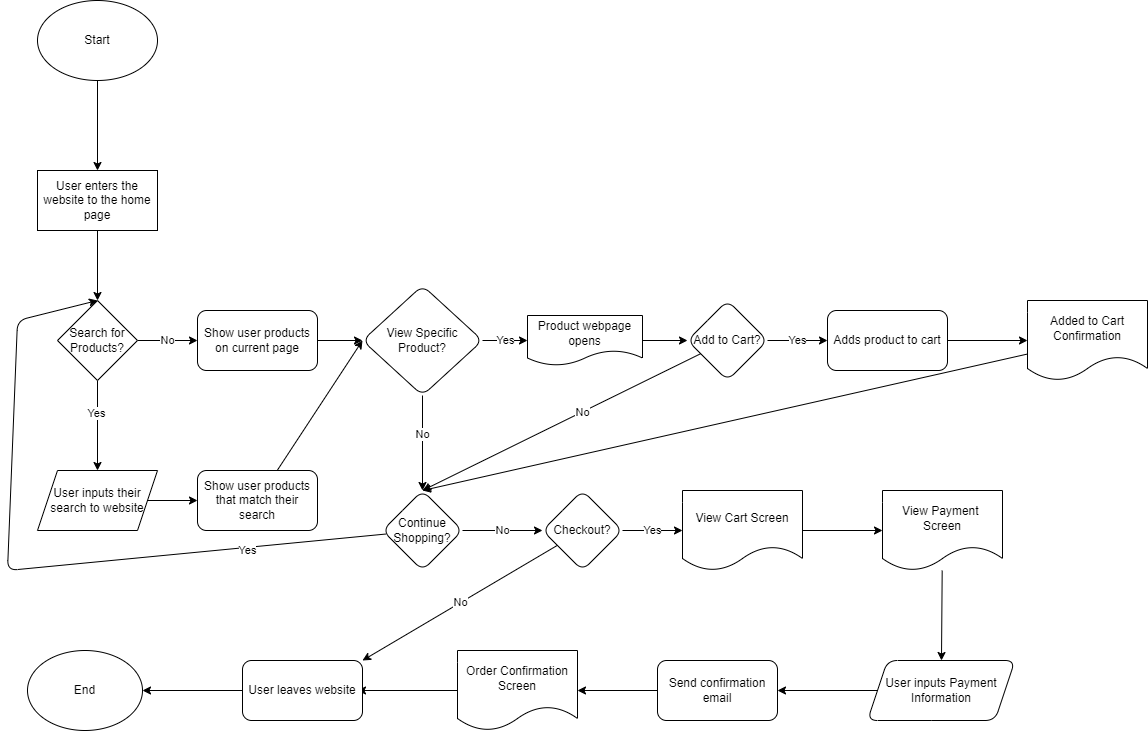 Start
User enters the
website to the home
page
Search for
Products?
No
Show user products
on current page
View Specific
Product?
Yes
Product webpage
opens
Add to Cart?
Yes
Adds product to cart
Added to Cart
Confirmation
Yes
No
No
User inputs their
search to website
Show user products
that match their
search
Continue
Shopping?
No
Checkout?
Yes
View Cart Screen
View Payment
Screen
Yes
No
End
User leaves website
Order Confirmation
Screen
Send confirmation
email
User inputs Payment
Information